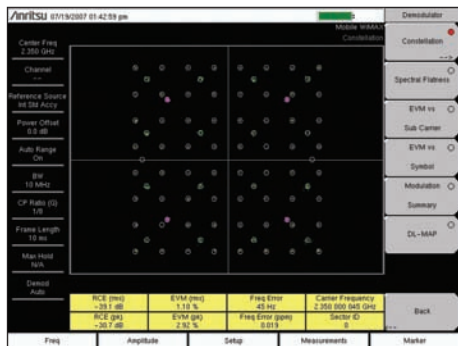 Anritsu 07/19/2007 01:42:59 pm
Mobile WiMAX
Constellation
Center Freq
2.350 GHz
Channel
--
Reference Source
Int Std Accy
Power Offset
0.0 dB
Auto Range
On
BW
10 MHz
CP Ratio (G)
1/8
Frame Length
10 ms
Max Hold
N/A
Demod
Auto
RCE (rms)
-39.1 dB
EVM (rms)
1.10 %
Freq Error
45 Hz
Carrier Frequency
2.350 000 045 GHz
RCE (pk)
-30.7 dB
EVM (pk)
2.92 %
Freq Error (ppm)
0.019
Sector ID
0
Demodulator
Constellation
-->
Spectral Flatness
EVM vs
Sub Carrier
EVM vs
Symbol
Modulation
Summary
DL-MAP
Back
Freq
Amplitude
Setup
Measurements
Marker